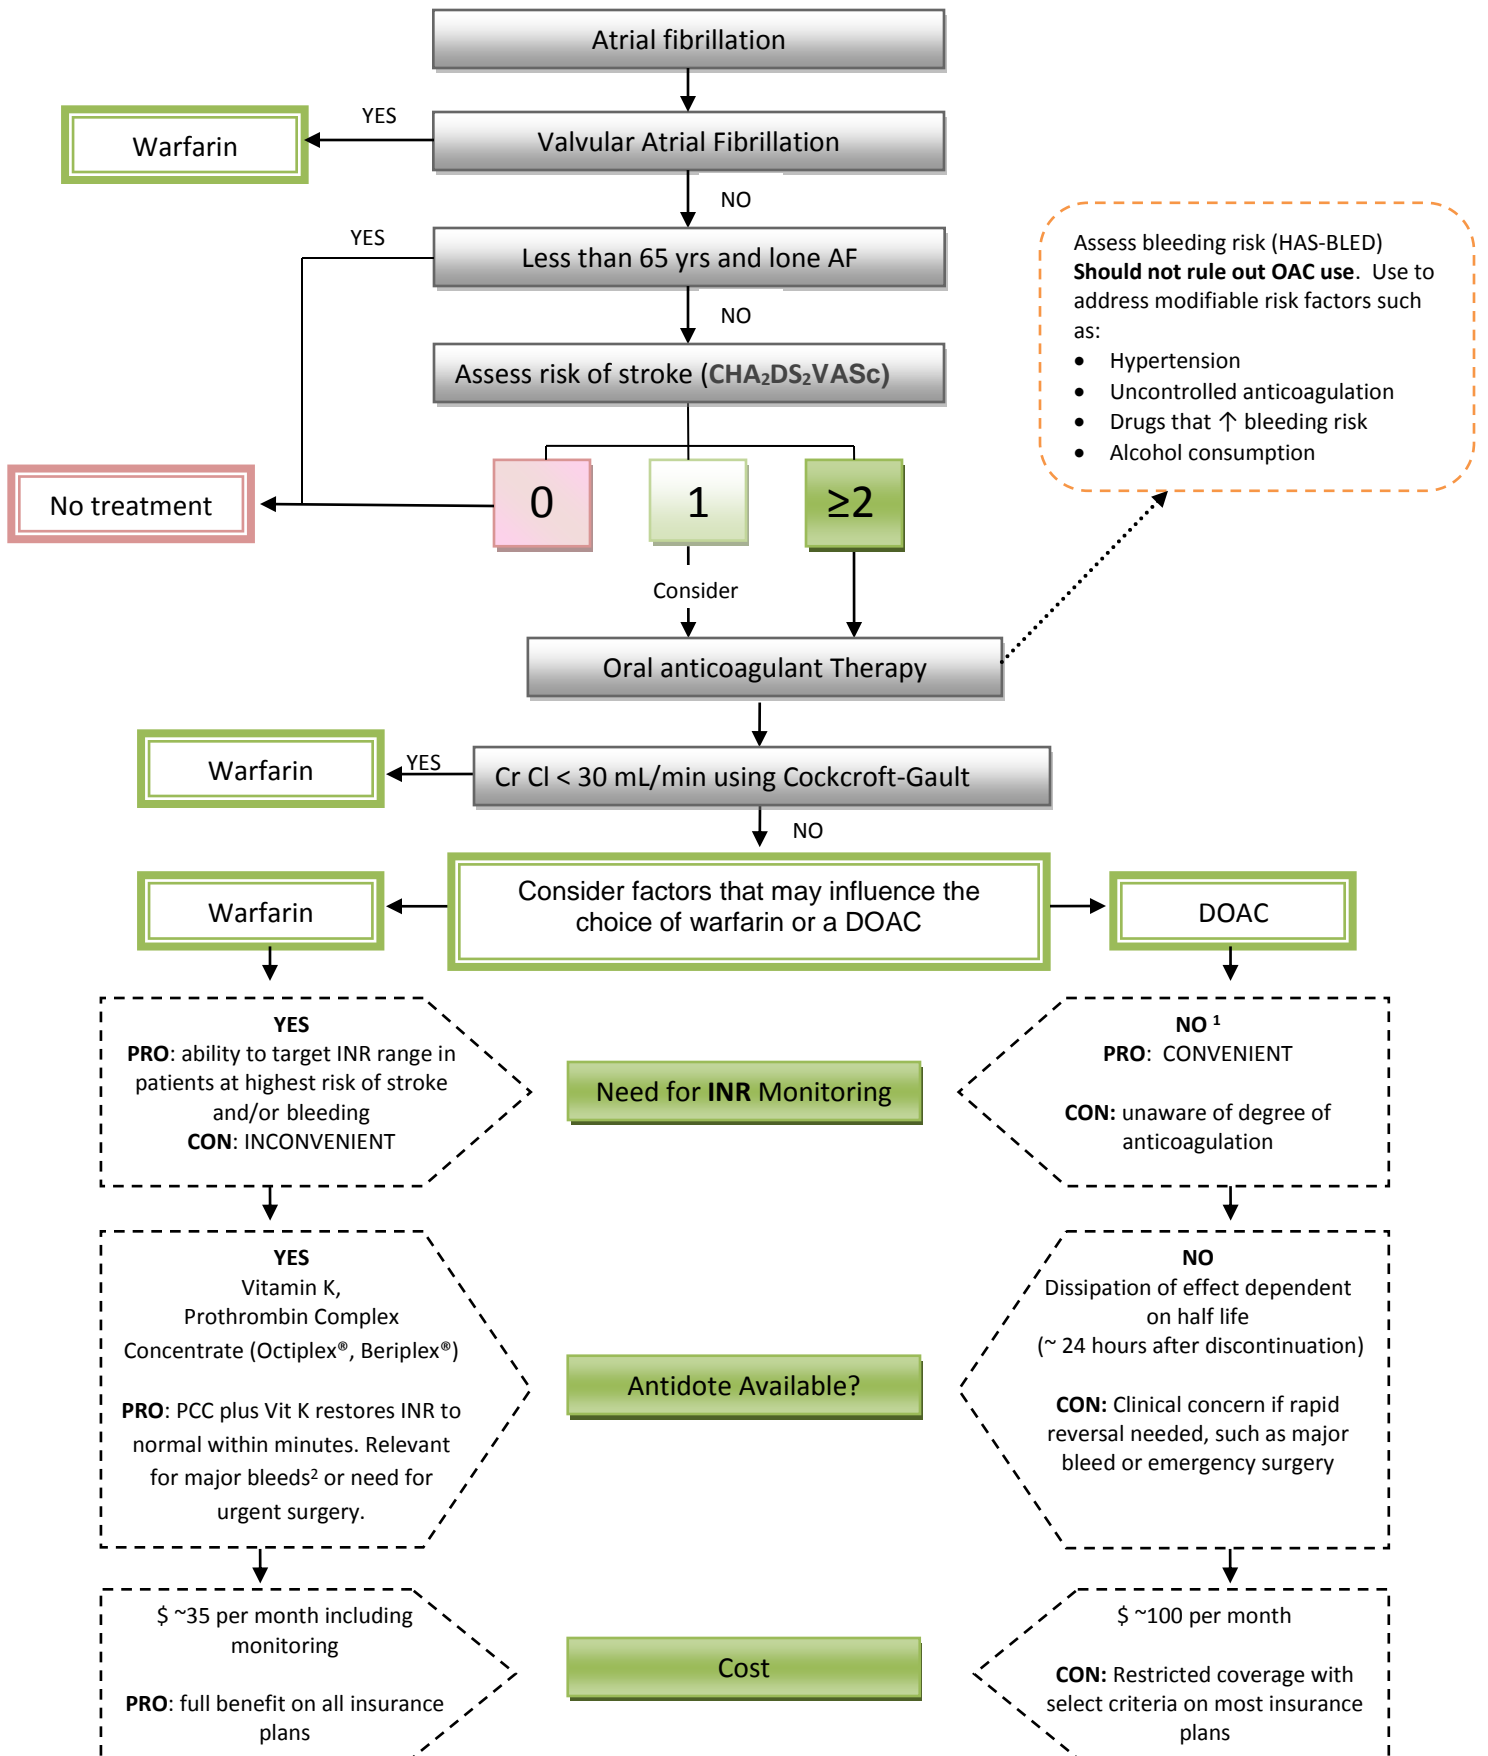 Atrial fibrillation
YES
Warfarin
Valvular Atrial Fibrillation
NO
YES
Less than 65 yrs and lone AF
NO
Assess risk of stroke (CHA₂DS₂VASc)
Assess bleeding risk (HAS-BLED)
Should not rule out OAC use. Use to
address modifiable risk factors such
as:
• Hypertension
• Uncontrolled anticoagulation
• Drugs that ↑ bleeding risk
• Alcohol consumption
No treatment
0
1
≥2
Consider
Oral anticoagulant Therapy
Warfarin
YES
Cr Cl < 30 mL/min using Cockcroft-Gault
NO
Warfarin
Consider factors that may influence the
choice of warfarin or a DOAC
DOAC
YES
PRO: ability to target INR range in
patients at highest risk of stroke
and/or bleeding
CON: INCONVENIENT
Need for INR Monitoring
NO ¹
PRO: CONVENIENT
CON: unaware of degree of
anticoagulation
YES
Vitamin K,
Prothrombin Complex
Concentrate (Octiplex®, Beriplex®)
PRO: PCC plus Vit K restores INR to
normal within minutes. Relevant
for major bleeds² or need for
urgent surgery.
Antidote Available?
NO
Dissipation of effect dependent
on half life
(~ 24 hours after discontinuation)
CON: Clinical concern if rapid
reversal needed, such as major
bleed or emergency surgery
$ ~35 per month including
monitoring
PRO: full benefit on all insurance
plans
Cost
$ ~100 per month
CON: Restricted coverage with
select criteria on most insurance
plans